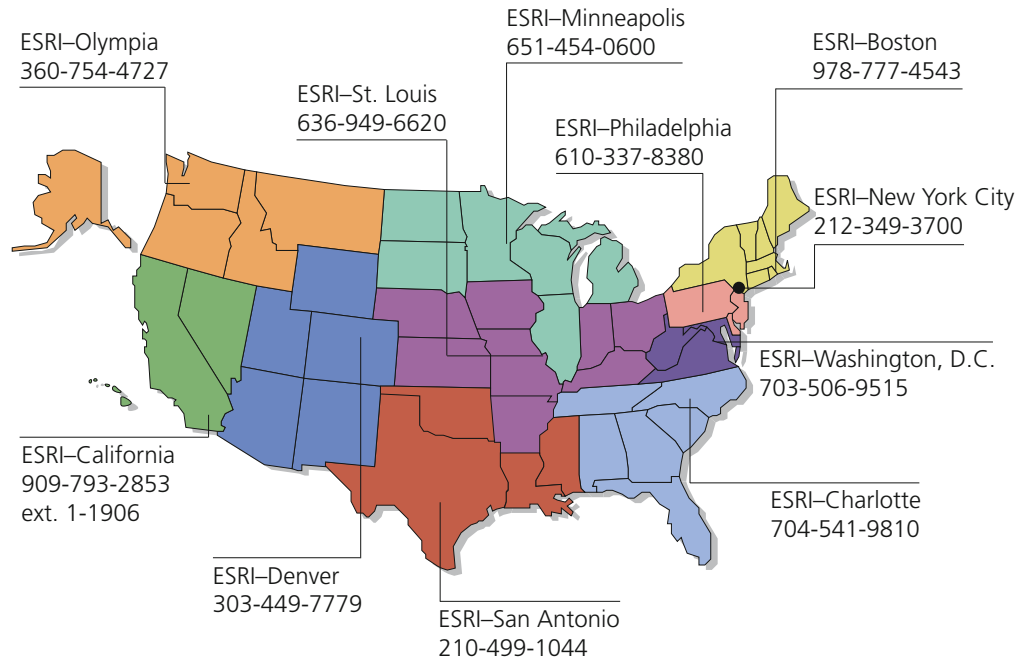 ESRI–Minneapolis
651-454-0600
ESRI–Olympia
360-754-4727
ESRI–Boston
978-777-4543
ESRI–St. Louis
636-949-6620
ESRI–Philadelphia
610-337-8380
ESRI–New York City
212-349-3700
ESRI–Washington, D.C.
703-506-9515
ESRI–California
909-793-2853
ext. 1-1906
ESRI–Charlotte
704-541-9810
ESRI–Denver
303-449-7779
ESRI–San Antonio
210-499-1044